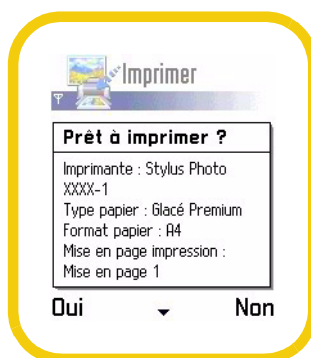 Imprimer
Prêt à imprimer ?
Imprimante : Stylus Photo
XXXX-1
Type papier : Glacé Premium
Format papier : A4
Mise en page impression :
Mise en page 1
Oui
Non